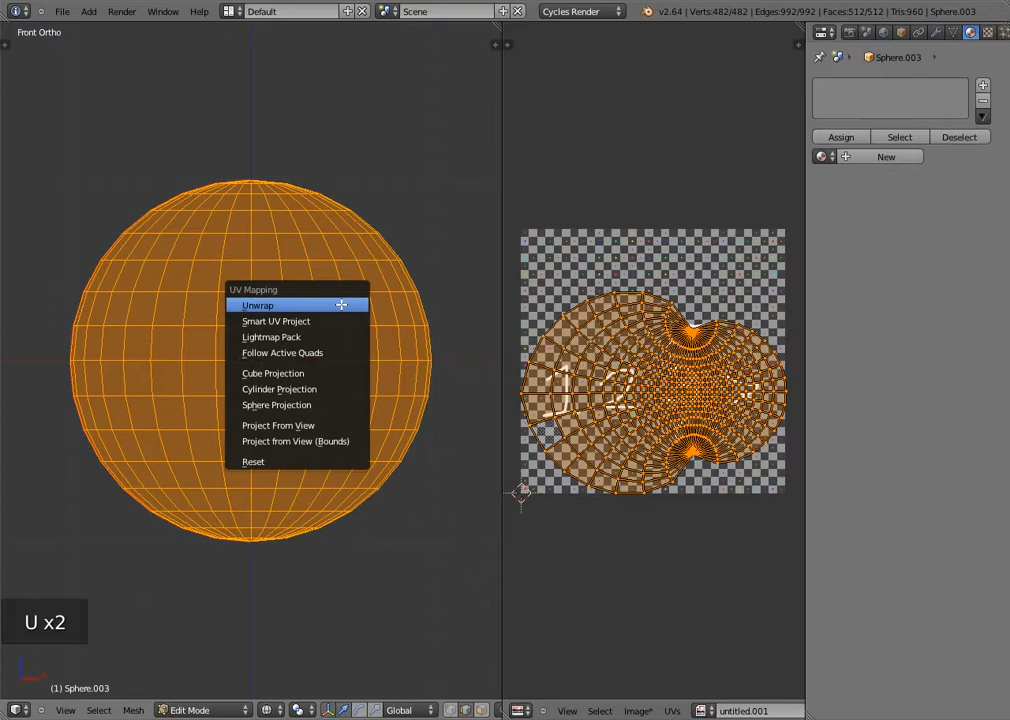 File Add Render Window Help Default Scene Cycles Render v2.64 | Verts:482/482 | Edges:992/992 | Faces:512/512 | Tris:960 | Sphere.003
Front Ortho
Sphere.003
Assign Select Deselect
New
UV Mapping
Unwrap
Smart UV Project
Lightmap Pack
Follow Active Quads
Cube Projection
Cylinder Projection
Sphere Projection
Project From View
Project from View (Bounds)
Reset
U x2
(1) Sphere.003
View Select Mesh Edit Mode Global View Select Image* UVs untitled.001